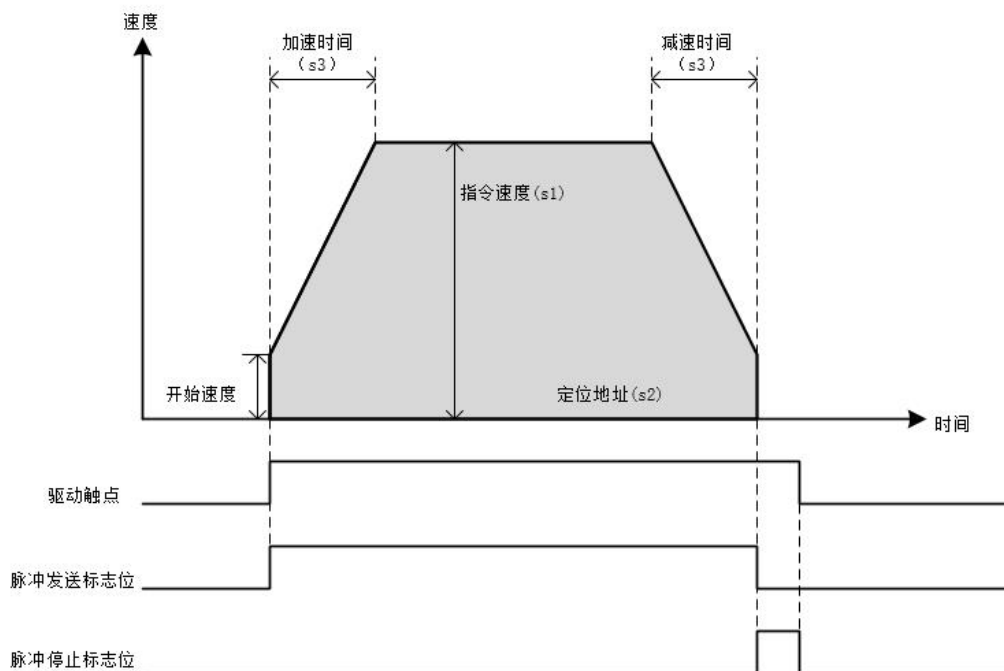 速度
加速时间
（s3）
减速时间
（s3）
指令速度(s1)
开始速度
定位地址(s2)
时间
驱动触点
脉冲发送标志位
脉冲停止标志位